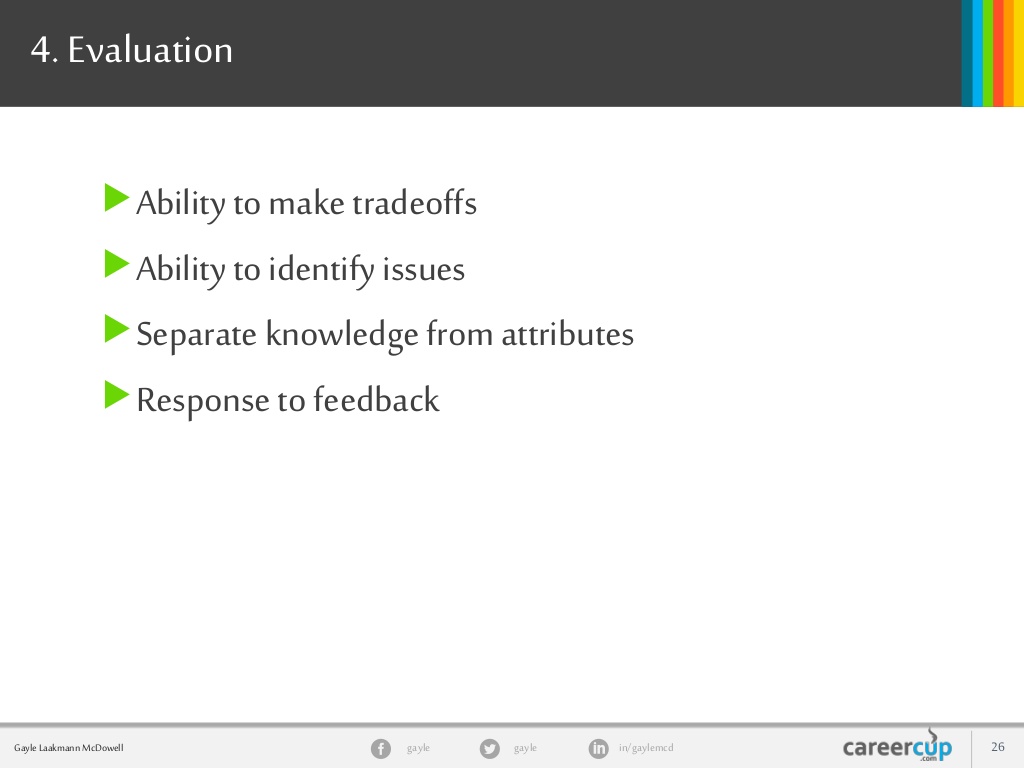 4. Evaluation
Ability to make tradeoffs
Ability to identify issues
Separate knowledge from attributes
Response to feedback
Gayle Laakmann McDowell
gayle
gayle
in/gaylemcd
careercup
.com
26